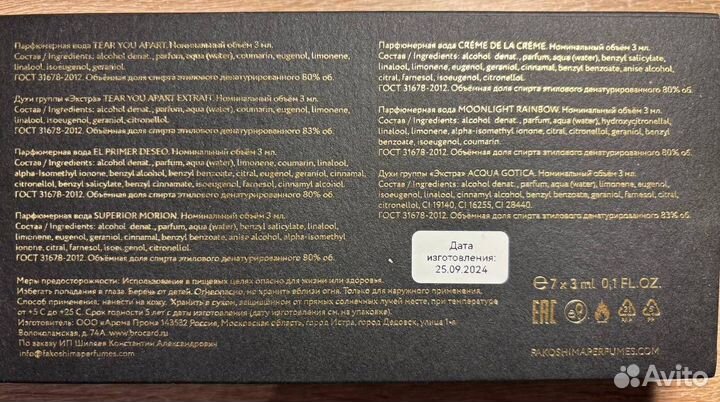 Парфюмерная вода TEAR YOU APART. Номинальный объём 3 мл.
Состав / Ingredients: alcohol denat., parfum, aqua (water), coumarin, eugenol, limonene,
linalool, isoeugenol, geraniol.
ГОСТ 31678-2012. Объёмная доля спирта этилового денатурированного 80% об.
Духи группы «Экстра» TEAR YOU APART EXTRAIT. Номинальный объём 3 мл.
Состав / Ingredients: alcohol denat., parfum, aqua (water), coumarin, eugenol, limonene,
linalool, isoeugenol, geraniol, citronellol.
ГОСТ 31678-2012. Объёмная доля спирта этилового денатурированного 83% об.
Парфюмерная вода EL PRIMER DESEO. Номинальный объём 3 мл.
Состав / Ingredients: alcohol denat., parfum, aqua (water), limonene, coumarin, linalool,
alpha-Isomethyl ionone, benzyl alcohol, benzyl benzoate, citral, eugenol, geraniol, cinnamal,
citronellol, benzyl salicylate, benzyl cinnamate, isoeugenol, farnesol, cinnamyl alcohol.
ГОСТ 31678-2012. Объёмная доля спирта этилового денатурированного 80% об.
Парфюмерная вода SUPERIOR MORION. Номинальный объём 3 мл.
Состав / Ingredients: alcohol denat., parfum, aqua (water), benzyl salicylate, linalool,
limonene, eugenol, geraniol, cinnamal, benzyl benzoate, anise alcohol, alpha-isomethyl
ionone, citral, farnesol, isoeugenol, citronellol.
ГОСТ 31678-2012. Объёмная доля спирта этилового денатурированного 80% об.
Парфюмерная вода CRÈME DE LA CRÈME. Номинальный объём 3 мл.
Состав / Ingredients: alcohol denat., parfum, aqua (water), benzyl salicylate,
linalool, limonene, eugenol, geraniol, cinnamal, benzyl benzoate, anise alcohol,
citral, farnesol, isoeugenol, citronellol.
ГОСТ 31678-2012. Объёмная доля спирта этилового денатурированного 80% об.
Парфюмерная вода MOONLIGHT RAINBOW. Номинальный объём 3 мл.
Состав / Ingredients: alcohol denat., parfum, aqua (water), hydroxycitronellal,
linalool, limonene, alpha-isomethyl ionone, citral, citronellol, geraniol, benzyl
benzoate, coumarin, isoeugenol.
ГОСТ 31678-2012. Объёмная доля спирта этилового денатурированного 80% об.
Духи группы «Экстра» ACQUA GOTICA. Номинальный объём 3 мл.
Состав / Ingredients: alcohol denat., parfum, aqua (water), limonene, eugenol,
isoeugenol, linalool, cinnamyl alcohol, benzyl benzoate, geraniol, farnesol, citral,
citronellol, CI 19140, CI 16255, CI 28440.
ГОСТ 31678-2012. Объёмная доля спирта этилового денатурированного 83% об.
Дата
изготовления:
25.09.2024
Меры предосторожности: Использование в пищевых целях опасно для жизни или здоровья.
Избегать попадания в глаза. Беречь от детей. Огнеопасно, не хранить вблизи огня. Только для наружного применения.
Способ применения: нанести на кожу. Хранить в сухом, защищённом от прямых солнечных лучей месте, при температуре
от +5 С до +25 С. Срок годности 5 лет с даты изготовления (дата изготовления см. на упаковке).
Изготовитель: ООО «Арома Пром» 143532 Россия, Московская область, город Истра, город Дедовск, улица 1-я
Волоколамская, д. 74А. www.brocard.ru
По заказу ИП Шиляев Константин Александрович
info@fakoshimaperfumes.com
℮ 7 x 3 ml 0,1 FL.OZ.
EAC
FAKOSHIMAPERFUMES.COM
Avito